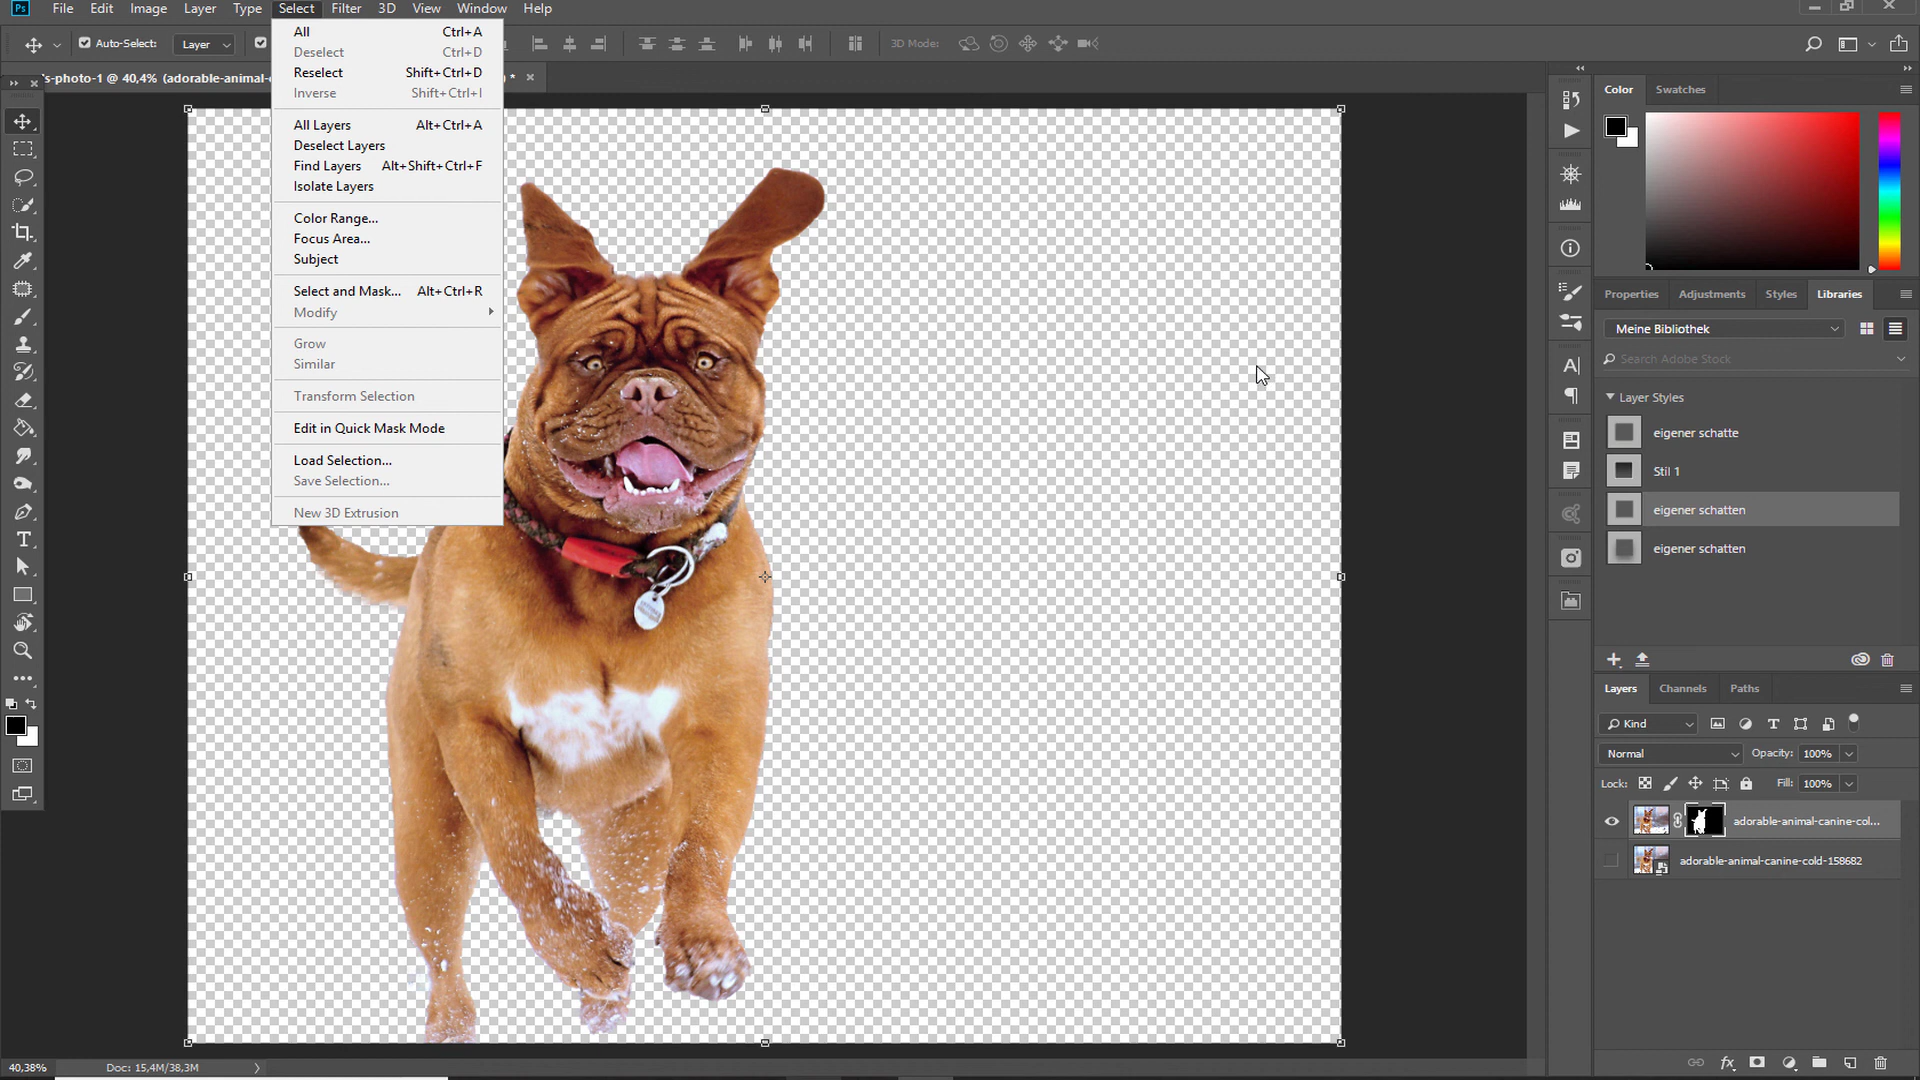 Ps File Edit Image Layer Type Select Filter 3D View Window Help
Auto-Select: Layer 3D Mode:
's-photo-1 @ 40,4% (adorable-animal- ) * ×
All Ctrl+A
Deselect Ctrl+D
Reselect Shift+Ctrl+D
Inverse Shift+Ctrl+I
All Layers Alt+Ctrl+A
Deselect Layers
Find Layers Alt+Shift+Ctrl+F
Isolate Layers
Color Range...
Focus Area...
Subject
Select and Mask... Alt+Ctrl+R
Modify
Grow
Similar
Transform Selection
Edit in Quick Mask Mode
Load Selection...
Save Selection...
New 3D Extrusion
Color Swatches
Properties Adjustments Styles Libraries
Meine Bibliothek
Search Adobe Stock
Layer Styles
eigener schatte
Stil 1
eigener schatten
eigener schatten
Layers Channels Paths
Kind
Normal Opacity: 100%
Lock: Fill: 100%
adorable-animal-canine-col...
adorable-animal-canine-cold-158682
40,38% Doc: 15,4M/38,3M